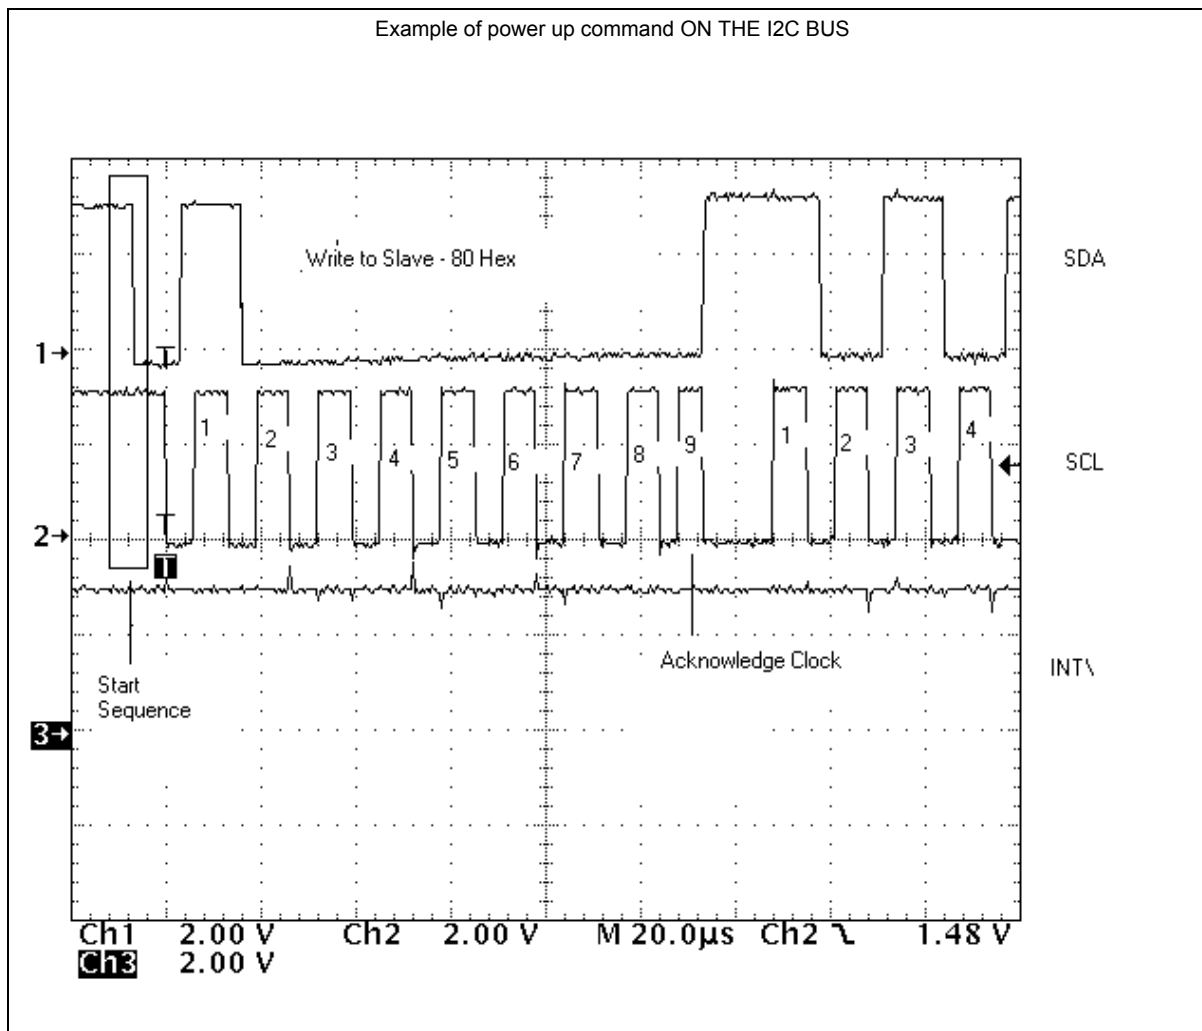 Example of power up command ON THE I2C BUS
Write to Slave - 80 Hex
SDA
1
1 2 3 4 5 6 7 8 9 1 2 3 4
SCL
2
T
Acknowledge Clock
Start
Sequence
INT\
3
Ch1 2.00 V Ch2 2.00 V M 20.0µs Ch2 1.48 V
Ch3 2.00 V